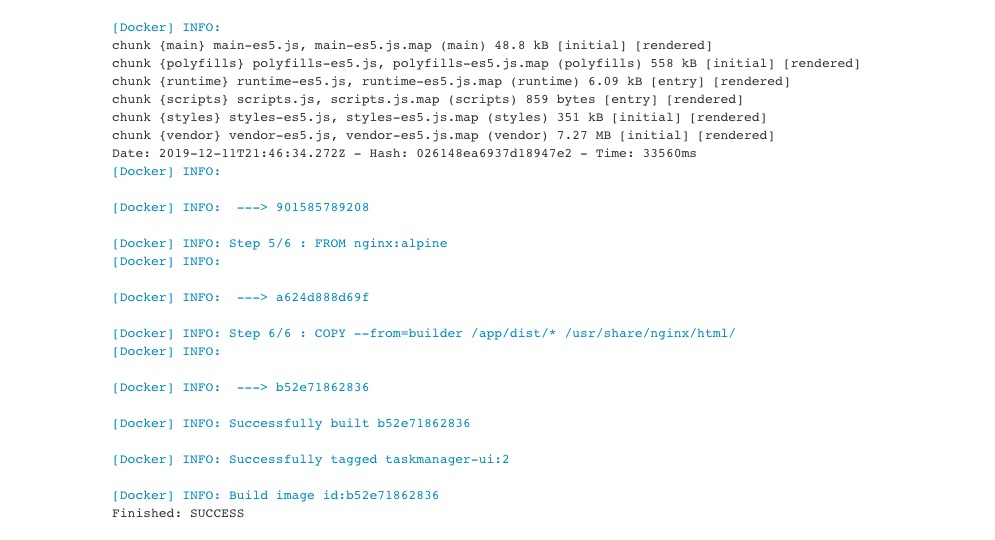 [Docker] INFO:
chunk {main} main-es5.js, main-es5.js.map (main) 48.8 kB [initial] [rendered]
chunk {polyfills} polyfills-es5.js, polyfills-es5.js.map (polyfills) 558 kB [initial] [rendered]
chunk {runtime} runtime-es5.js, runtime-es5.js.map (runtime) 6.09 kB [entry] [rendered]
chunk {scripts} scripts.js, scripts.js.map (scripts) 859 bytes [entry] [rendered]
chunk {styles} styles-es5.js, styles-es5.js.map (styles) 351 kB [initial] [rendered]
chunk {vendor} vendor-es5.js, vendor-es5.js.map (vendor) 7.27 MB [initial] [rendered]
Date: 2019-12-11T21:46:34.272Z - Hash: 026148ea6937d18947e2 - Time: 33560ms
[Docker] INFO:
[Docker] INFO:  ---> 901585789208
[Docker] INFO: Step 5/6 : FROM nginx:alpine
[Docker] INFO:
[Docker] INFO:  ---> a624d888d69f
[Docker] INFO: Step 6/6 : COPY --from=builder /app/dist/* /usr/share/nginx/html/
[Docker] INFO:
[Docker] INFO:  ---> b52e71862836
[Docker] INFO: Successfully built b52e71862836
[Docker] INFO: Successfully tagged taskmanager-ui:2
[Docker] INFO: Build image id:b52e71862836
Finished: SUCCESS